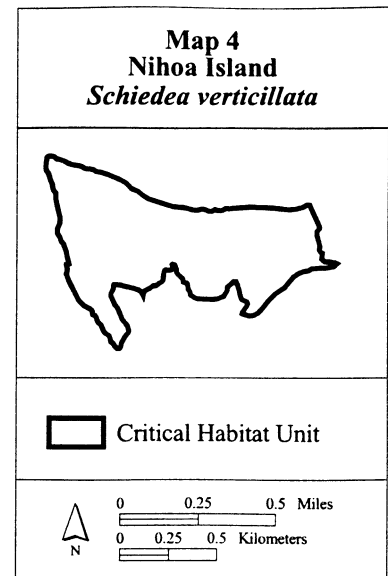 Map 4
Nihoa Island
Schiedea verticillata
Critical Habitat Unit
0 0.25 0.5 Miles
0 0.25 0.5 Kilometers
N